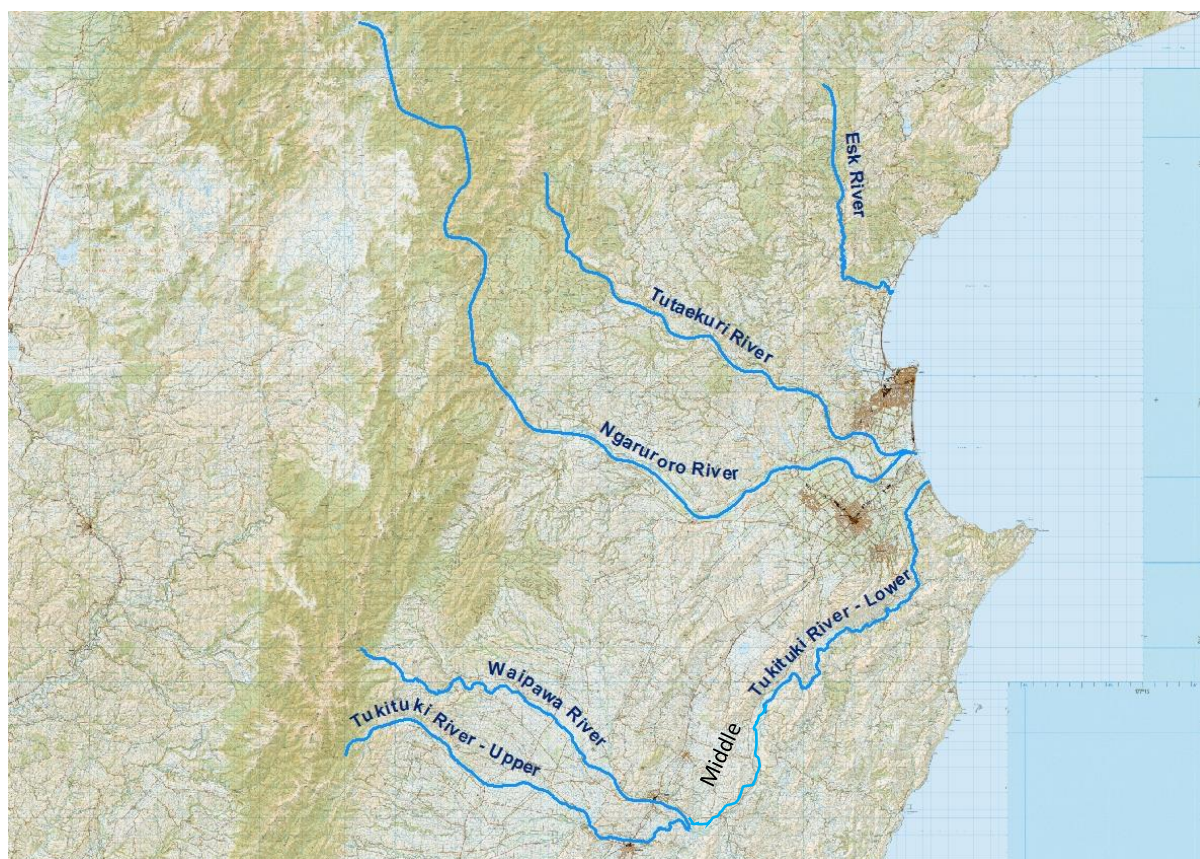 Esk River
Tutaekuri River
Ngaruroro River
Tukituki River - Lower
Waipawa River
Tukituki River - Upper
Middle